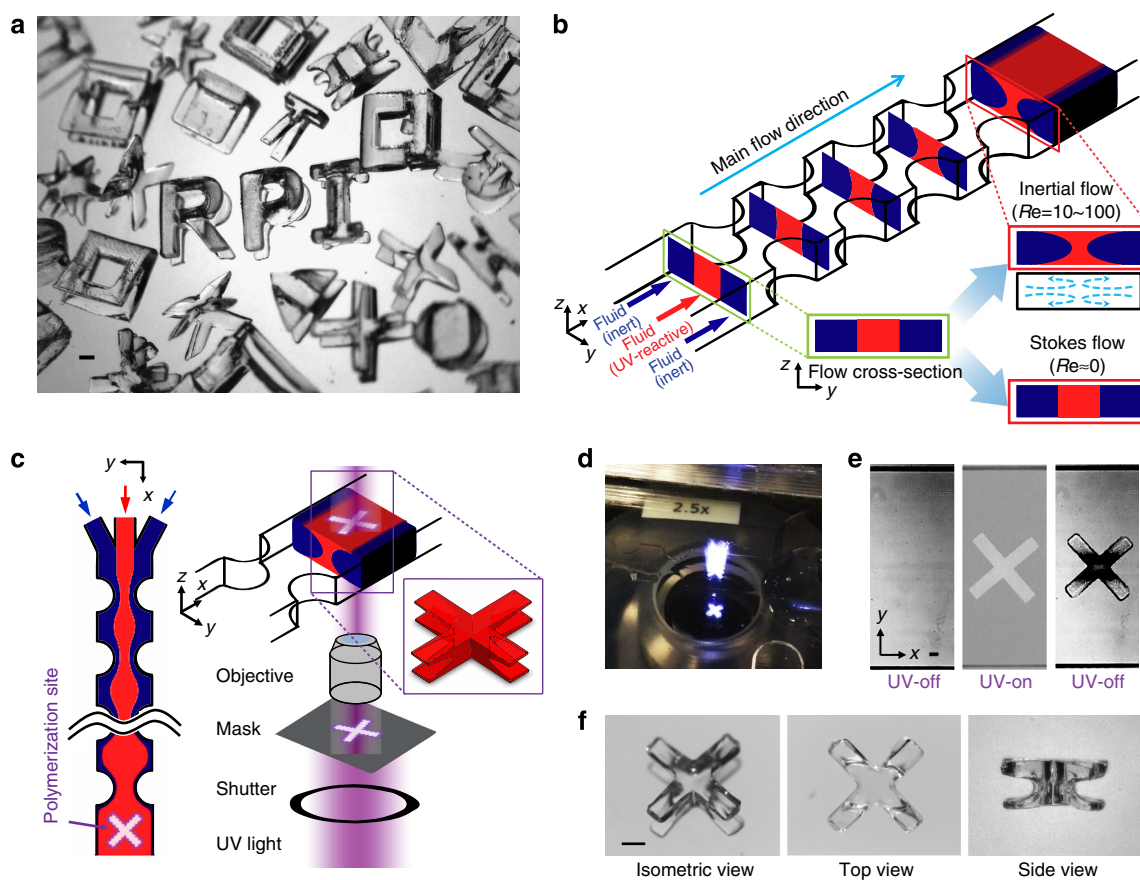 a
R P I
b
Main flow direction
Inertial flow
(Re=10~100)
z
x
y
Fluid
(inert)
Fluid
(UV-reactive)
Fluid
(inert)
Flow cross-section
z
y
Stokes flow
(Re≈0)
c
y
x
Polymerization site
z
x
y
Objective
Mask
Shutter
UV light
d
2.5x
e
y
x
UV-off
UV-on
UV-off
f
Isometric view
Top view
Side view